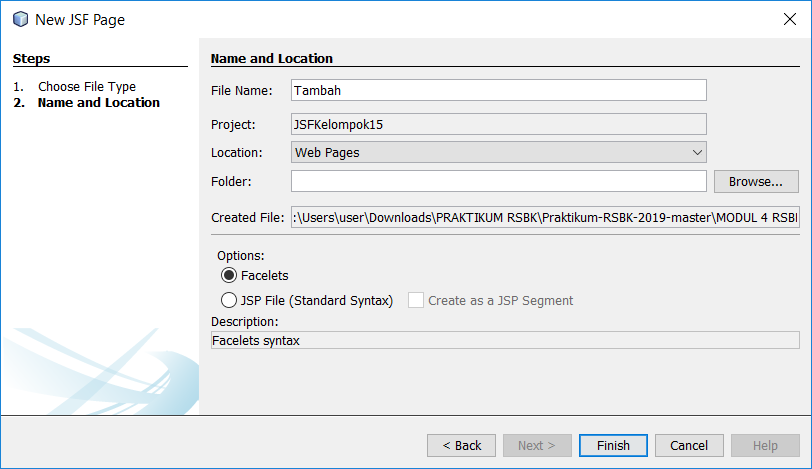 New JSF Page
Steps
1. Choose File Type
2. Name and Location
Name and Location
File Name: Tambah
Project: JSFKelompok15
Location: Web Pages
Folder: Browse...
Created File: :\Users\user\Downloads\PRAKTIKUM RSBK\Praktikum-RSBK-2019-master\MODUL 4 RSB
Options:
Facelets
JSP File (Standard Syntax) Create as a JSP Segment
Description:
Facelets syntax
< Back Next > Finish Cancel Help